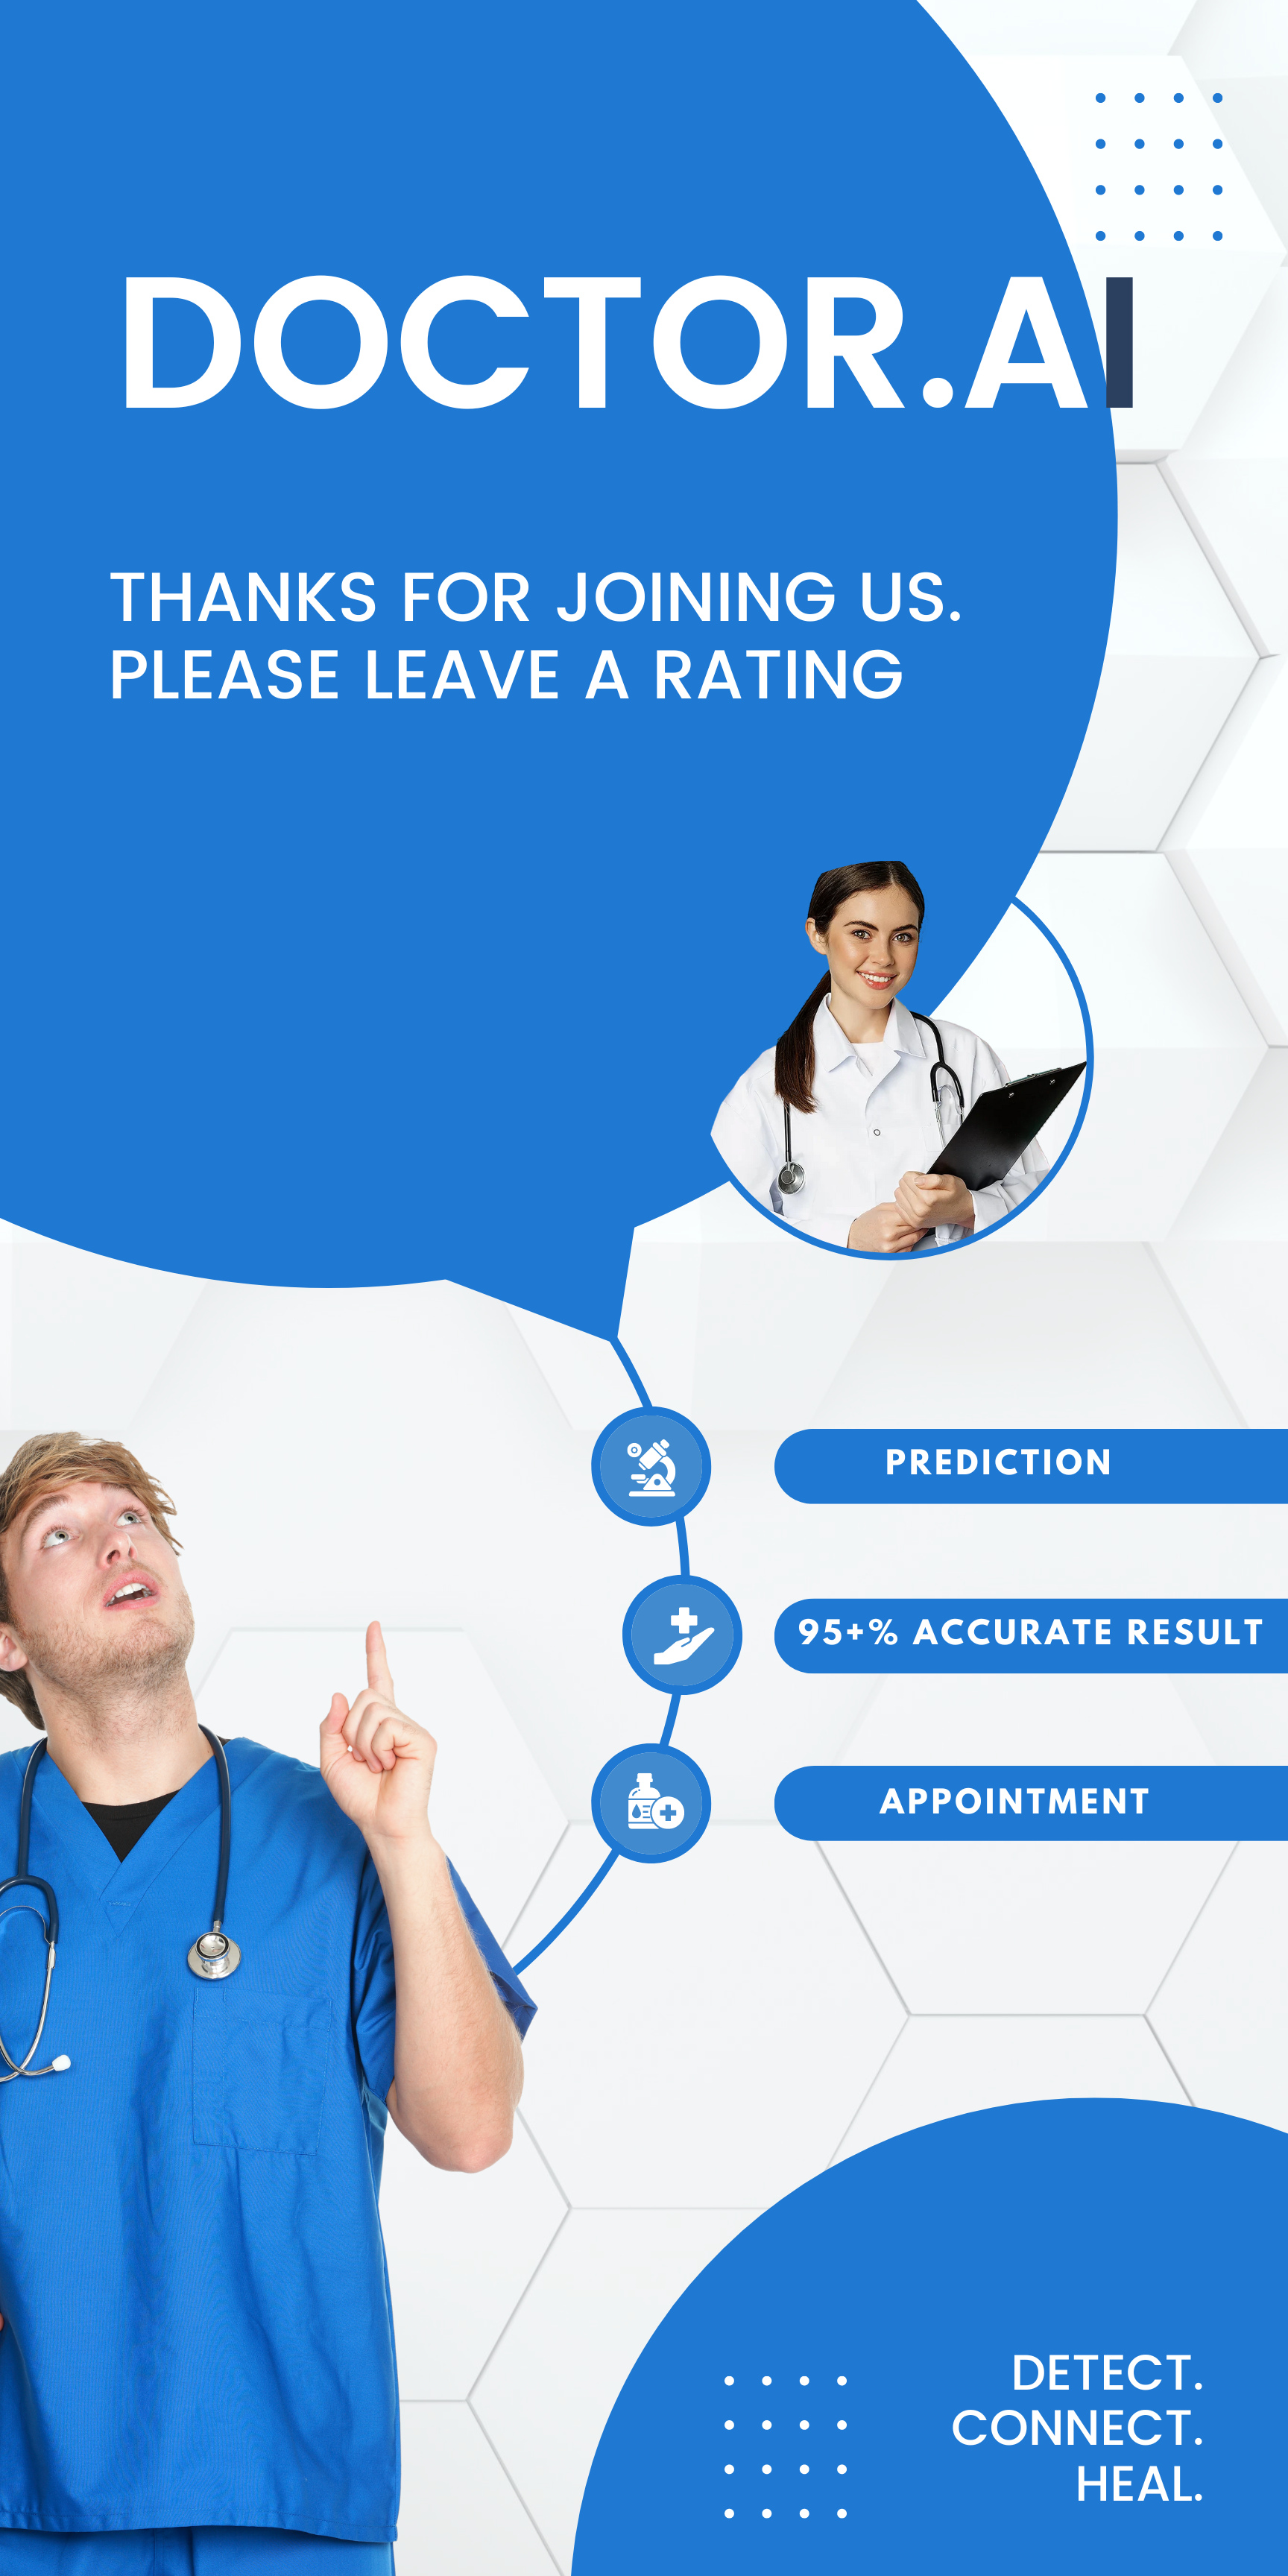 DOCTOR.AI
THANKS FOR JOINING US.
PLEASE LEAVE A RATING
PREDICTION
95+% ACCURATE RESULT
APPOINTMENT
DETECT.
CONNECT.
HEAL.